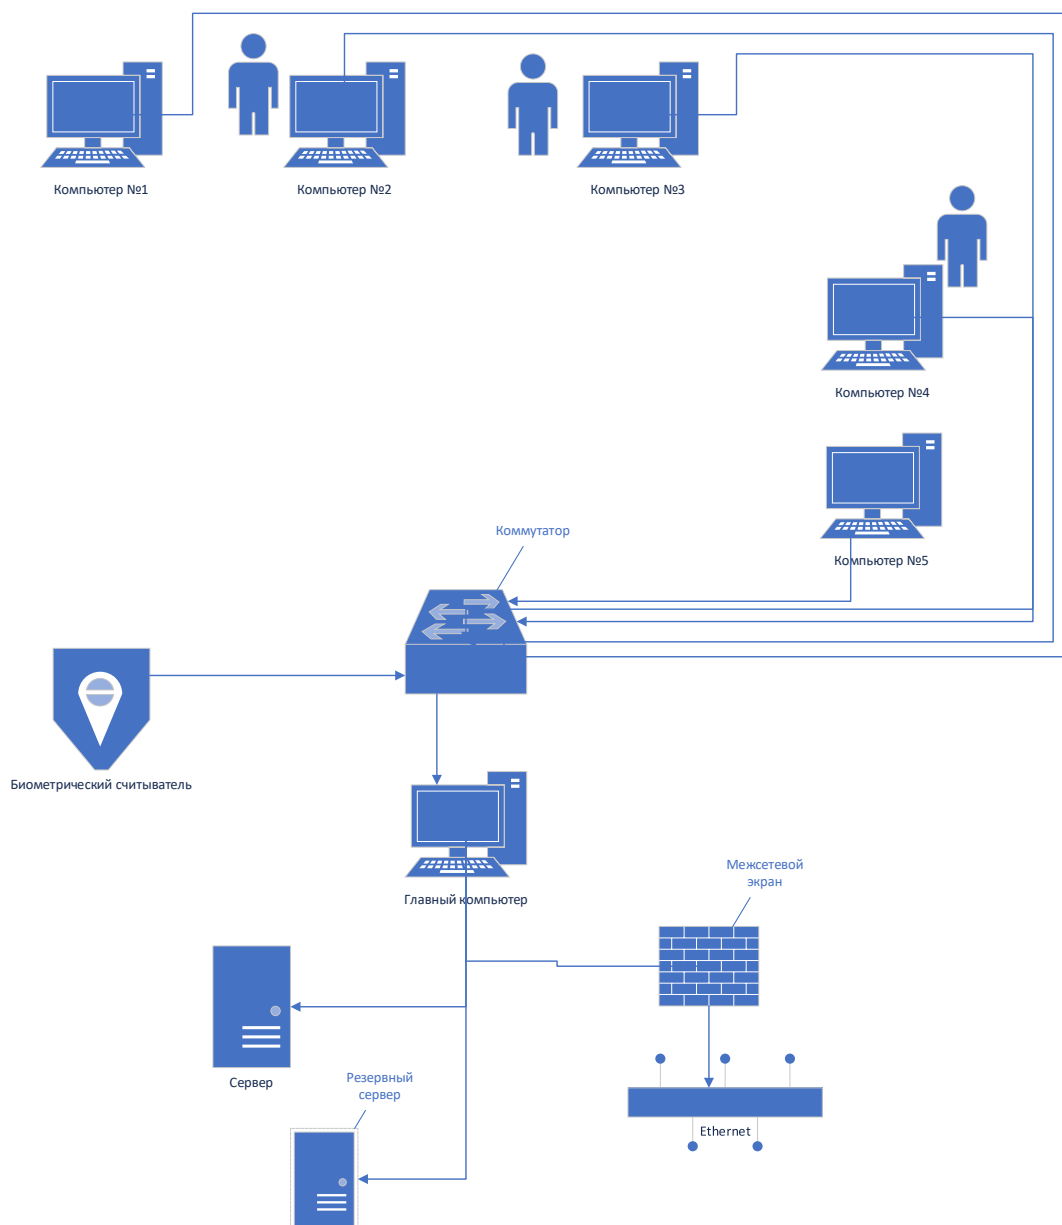 Компьютер №1
Компьютер №2
Компьютер №3
Компьютер №4
Компьютер №5
Коммутатор
Биометрический считыватель
Главный компьютер
Межсетевой
экран
Сервер
Резервный
сервер
Ethernet